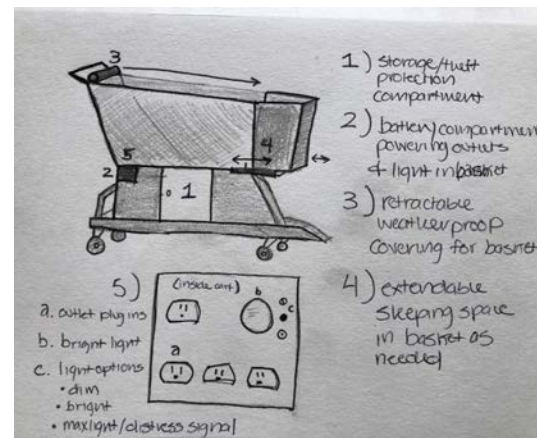 3
4
5
2
1
1) storage/theft
protection
compartment
2) battery compartment
powering outlets
& light in basket
3) retractable
weatherproof
covering for basket
4) extendable
sleeping space
in basket as
needed
5)
(inside cart)
b
c
a
a. outlet plug ins
b. bright light
c. light options
• dim
• bright
• max light/distress signal